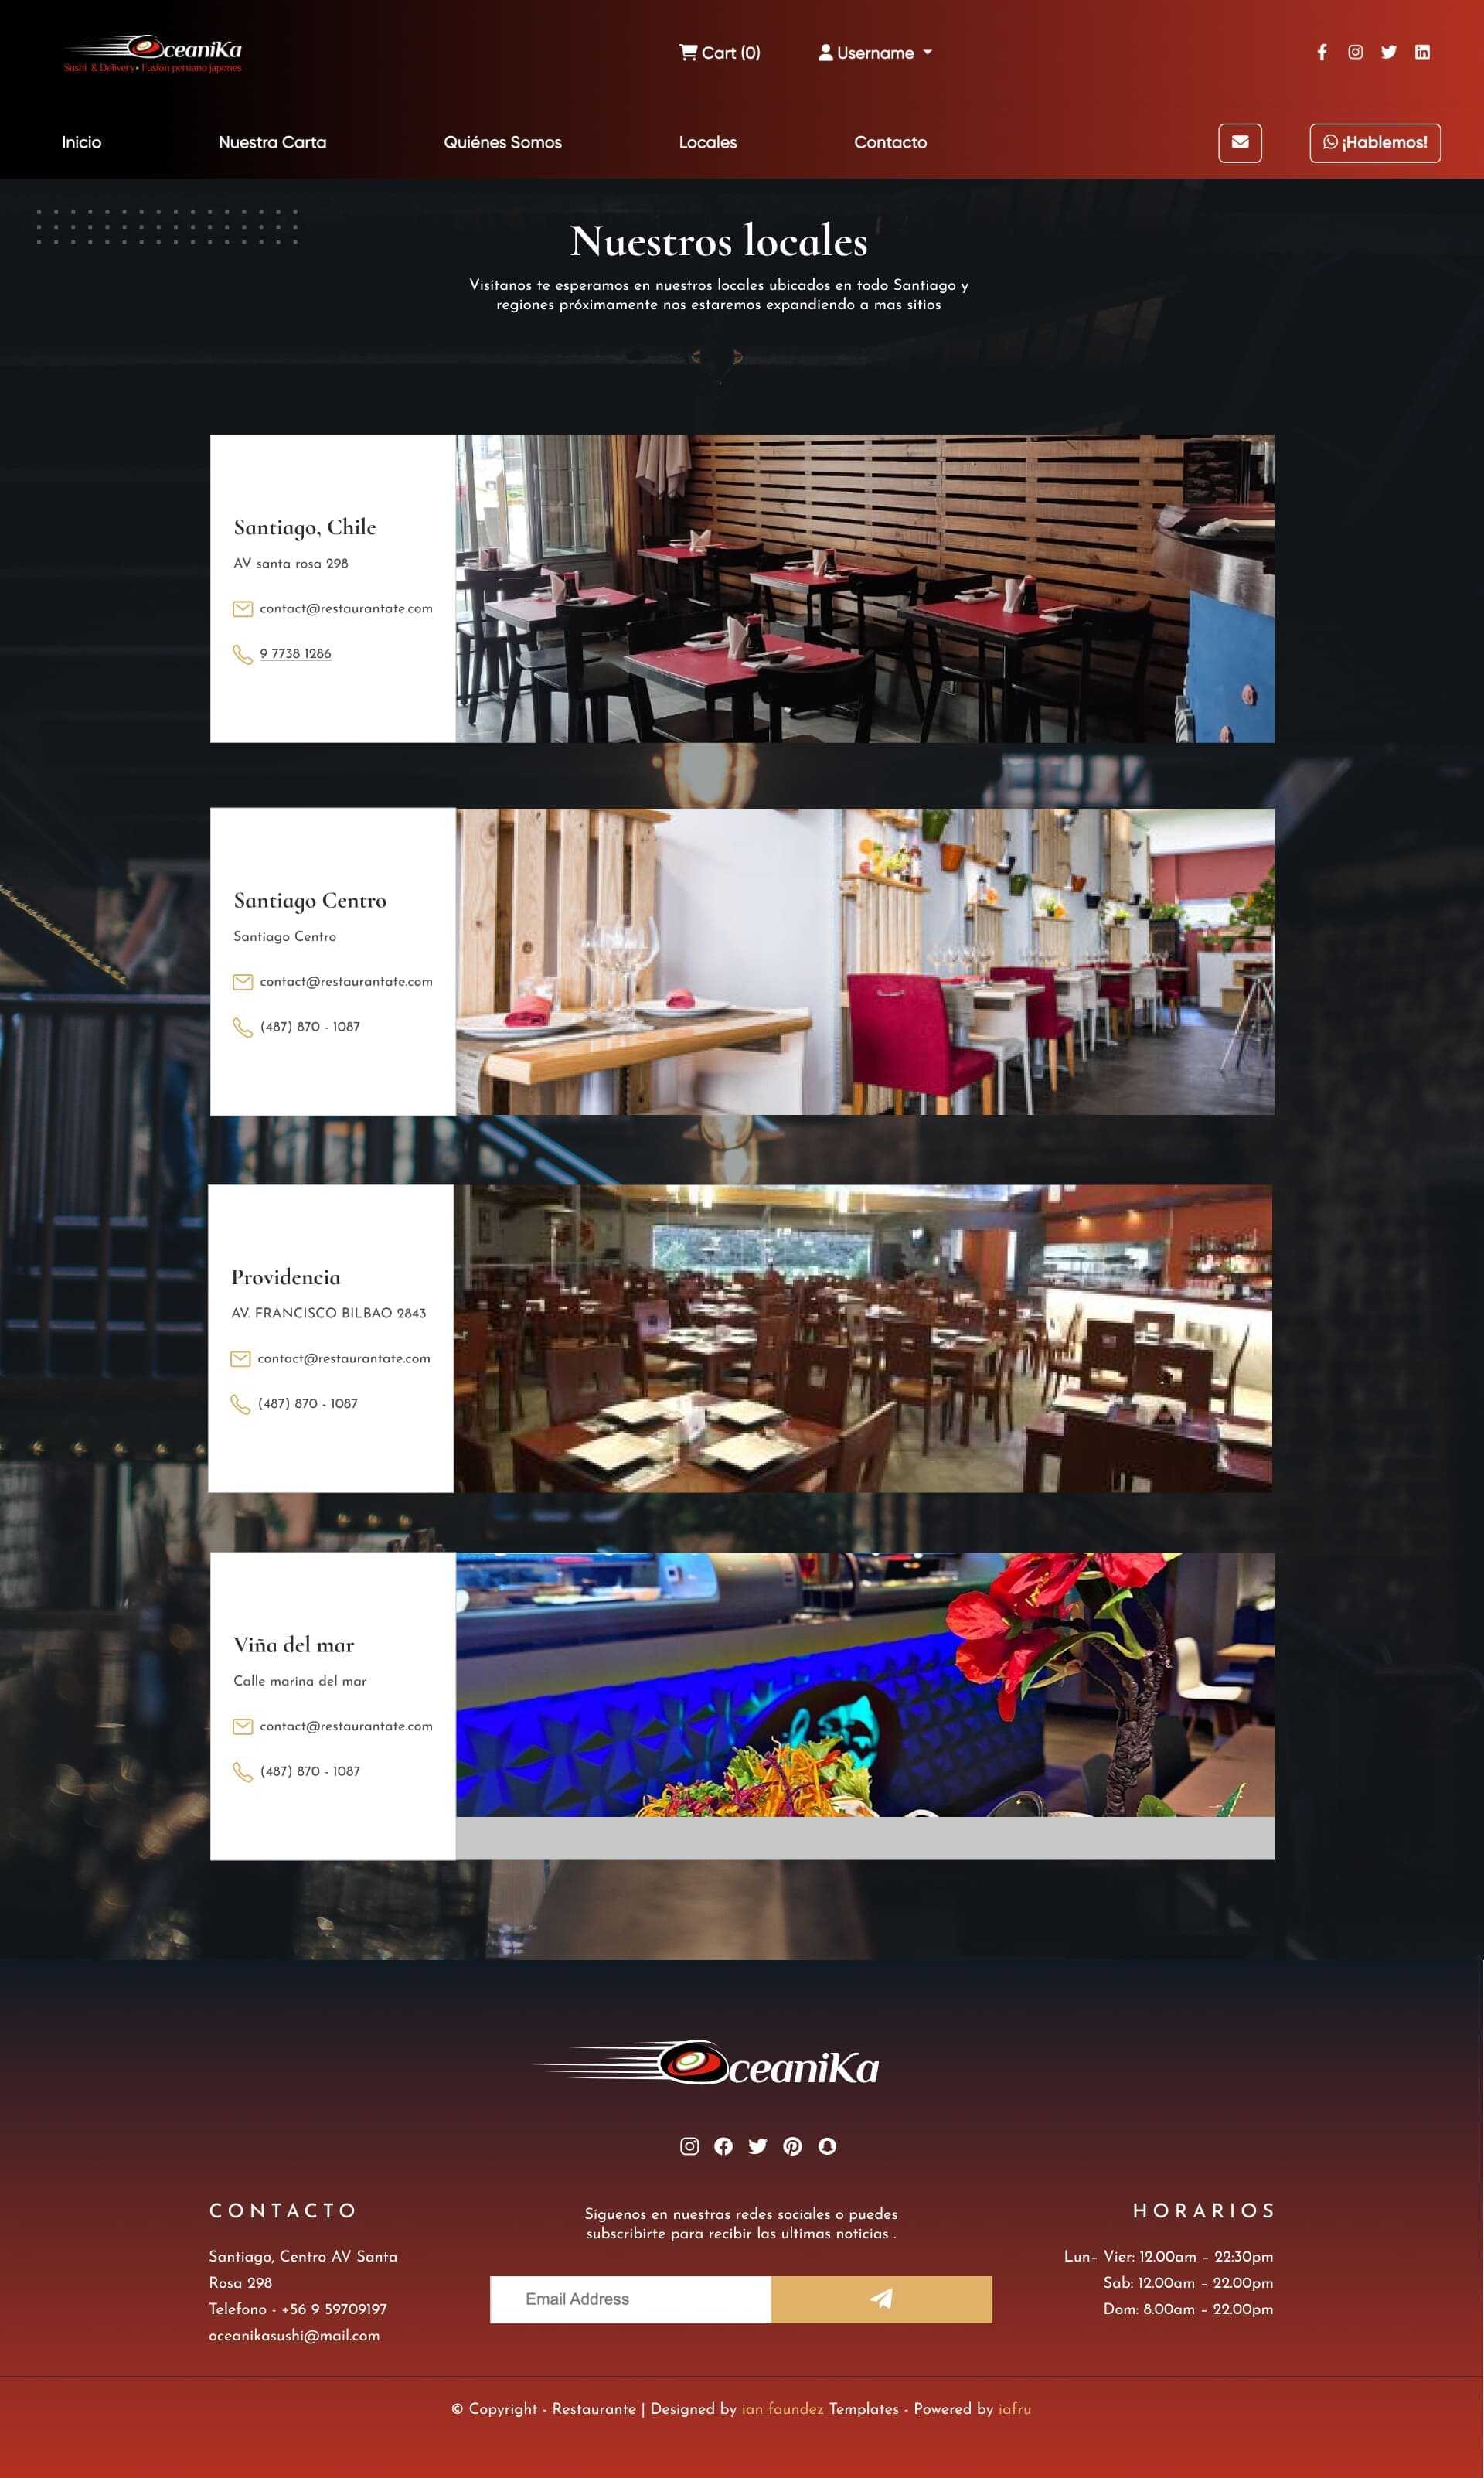 OceaniKa
Sushi & Delivery• Fusión peruano japones
Cart (0)
Username
Inicio
Nuestra Carta
Quiénes Somos
Locales
Contacto
¡Hablemos!
Nuestros locales
Visítanos te esperamos en nuestros locales ubicados en todo Santiago y
regiones próximamente nos estaremos expandiendo a mas sitios
Santiago, Chile
AV santa rosa 298
contact@restaurantate.com
9 7738 1286
Santiago Centro
Santiago Centro
contact@restaurantate.com
(487) 870 - 1087
Providencia
AV. FRANCISCO BILBAO 2843
contact@restaurantate.com
(487) 870 - 1087
Viña del mar
Calle marina del mar
contact@restaurantate.com
(487) 870 - 1087
OceaniKa
CONTACTO
Santiago, Centro AV Santa
Rosa 298
Telefono - +56 9 59709197
oceanikasushi@mail.com
Síguenos en nuestras redes sociales o puedes
subscribirte para recibir las ultimas noticias .
Email Address
HORARIOS
Lun– Vier: 12.00am – 22:30pm
Sab: 12.00am – 22.00pm
Dom: 8.00am – 22.00pm
© Copyright - Restaurante | Designed by ian faundez Templates - Powered by iafru